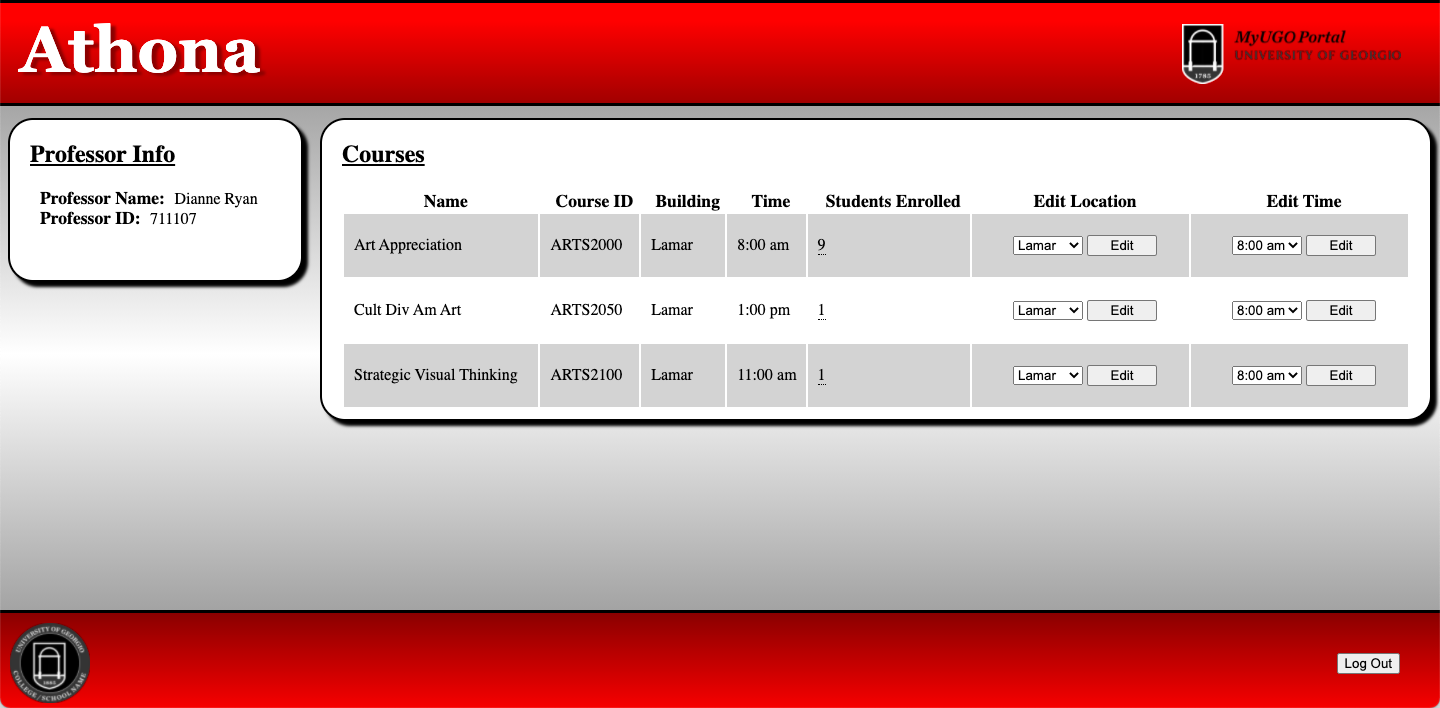 Athona
MyUGO Portal
UNIVERSITY OF GEORGIO
1785
Professor Info
Professor Name: Dianne Ryan
Professor ID: 711107
Courses
Name Course ID Building Time Students Enrolled Edit Location Edit Time
Art Appreciation ARTS2000 Lamar 8:00 am 9 Lamar Edit 8:00 am Edit
Cult Div Am Art ARTS2050 Lamar 1:00 pm 1 Lamar Edit 8:00 am Edit
Strategic Visual Thinking ARTS2100 Lamar 11:00 am 1 Lamar Edit 8:00 am Edit
UNIVERSITY OF GEORGIO
COLLEGE / SCHOOL NAME
Log Out